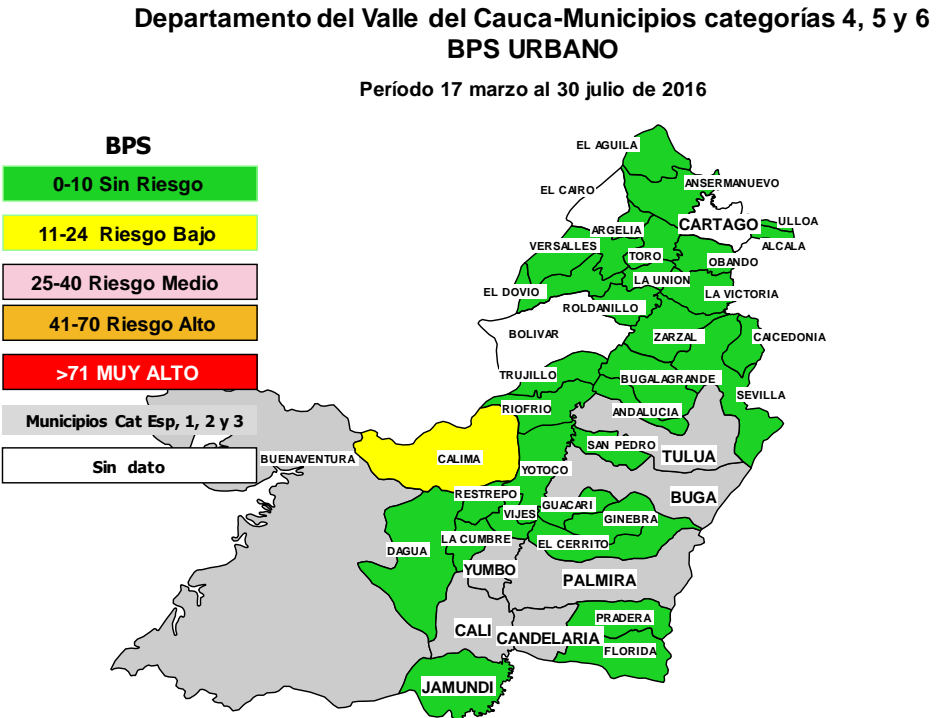 Departamento del Valle del Cauca-Municipios categorías 4, 5 y 6
BPS URBANO
Período 17 marzo al 30 julio de 2016
BPS
0-10 Sin Riesgo
11-24 Riesgo Bajo
25-40 Riesgo Medio
41-70 Riesgo Alto
>71 MUY ALTO
Municipios Cat Esp, 1, 2 y 3
Sin dato
EL AGUILA
ANSERMANUEVO
EL CAIRO
CARTAGO
ULLOA
ARGELIA
ALCALA
VERSALLES
TORO
OBANDO
LA UNION
EL DOVIO
LA VICTORIA
ROLDANILLO
BOLIVAR
ZARZAL
CAICEDONIA
TRUJILLO
BUGALAGRANDE
SEVILLA
RIOFRIO
ANDALUCIA
SAN PEDRO
TULUA
BUENAVENTURA
CALIMA
YOTOCO
RESTREPO
BUGA
GUACARI
VIJES
GINEBRA
LA CUMBRE
EL CERRITO
DAGUA
YUMBO
PALMIRA
PRADERA
CALI
CANDELARIA
FLORIDA
JAMUNDI